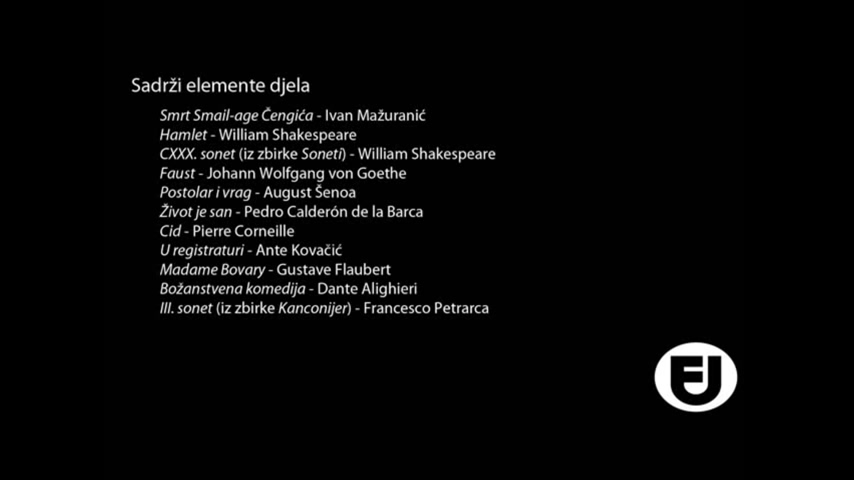 Sadrži elemente djela
Smrt Smail-age Čengića - Ivan Mažuranić
Hamlet - William Shakespeare
CXXX. sonet (iz zbirke Soneti) - William Shakespeare
Faust - Johann Wolfgang von Goethe
Postolar i vrag - August Šenoa
Život je san - Pedro Calderón de la Barca
Cid - Pierre Corneille
U registraturi - Ante Kovačić
Madame Bovary - Gustave Flaubert
Božanstvena komedija - Dante Alighieri
III. sonet (iz zbirke Kanconijer) - Francesco Petrarca
FJ